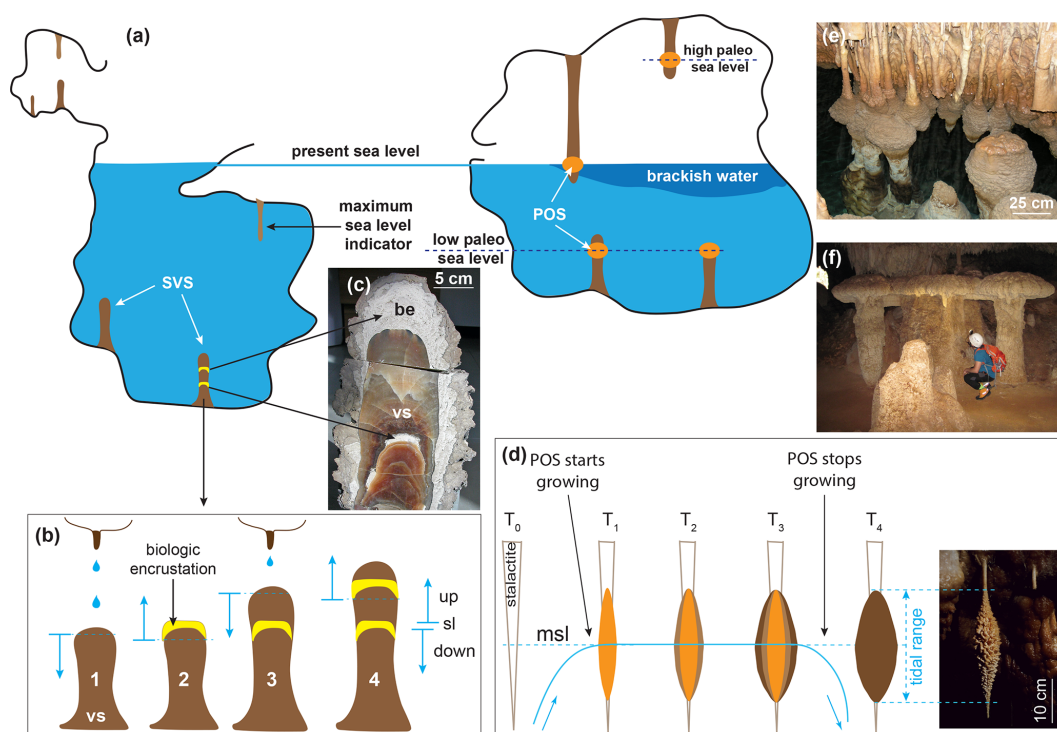 (a)
high paleo
sea level
present sea level
brackish water
POS
maximum
sea level
indicator
low paleo
sea level
SVS
(c)
5 cm
be
vs
(e)
25 cm
(f)
(b)
biologic
encrustation
up
sl
down
1
2
3
4
vs
(d)
POS starts
growing
POS stops
growing
T0
T1
T2
T3
T4
stalactite
msl
tidal range
10 cm